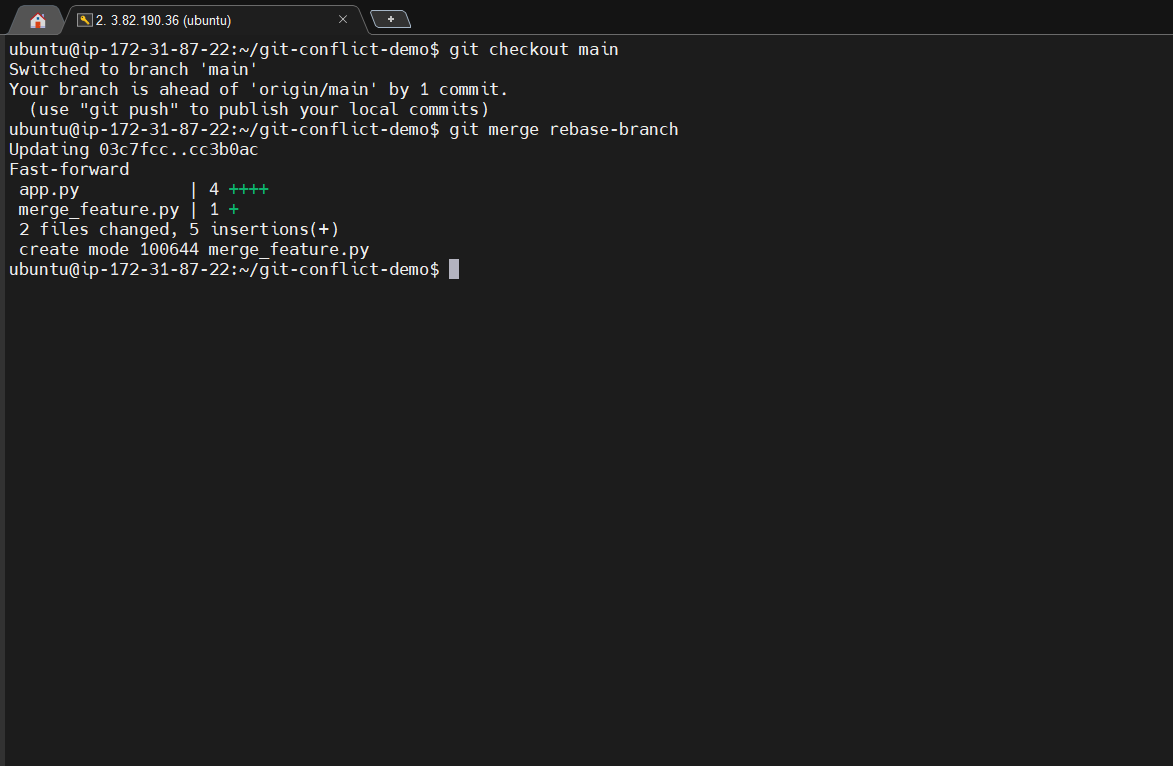 2. 3.82.190.36 (ubuntu)
ubuntu@ip-172-31-87-22:~/git-conflict-demo$ git checkout main
Switched to branch 'main'
Your branch is ahead of 'origin/main' by 1 commit.
  (use "git push" to publish your local commits)
ubuntu@ip-172-31-87-22:~/git-conflict-demo$ git merge rebase-branch
Updating 03c7fcc..cc3b0ac
Fast-forward
 app.py           | 4 ++++
 merge_feature.py | 1 +
 2 files changed, 5 insertions(+)
 create mode 100644 merge_feature.py
ubuntu@ip-172-31-87-22:~/git-conflict-demo$